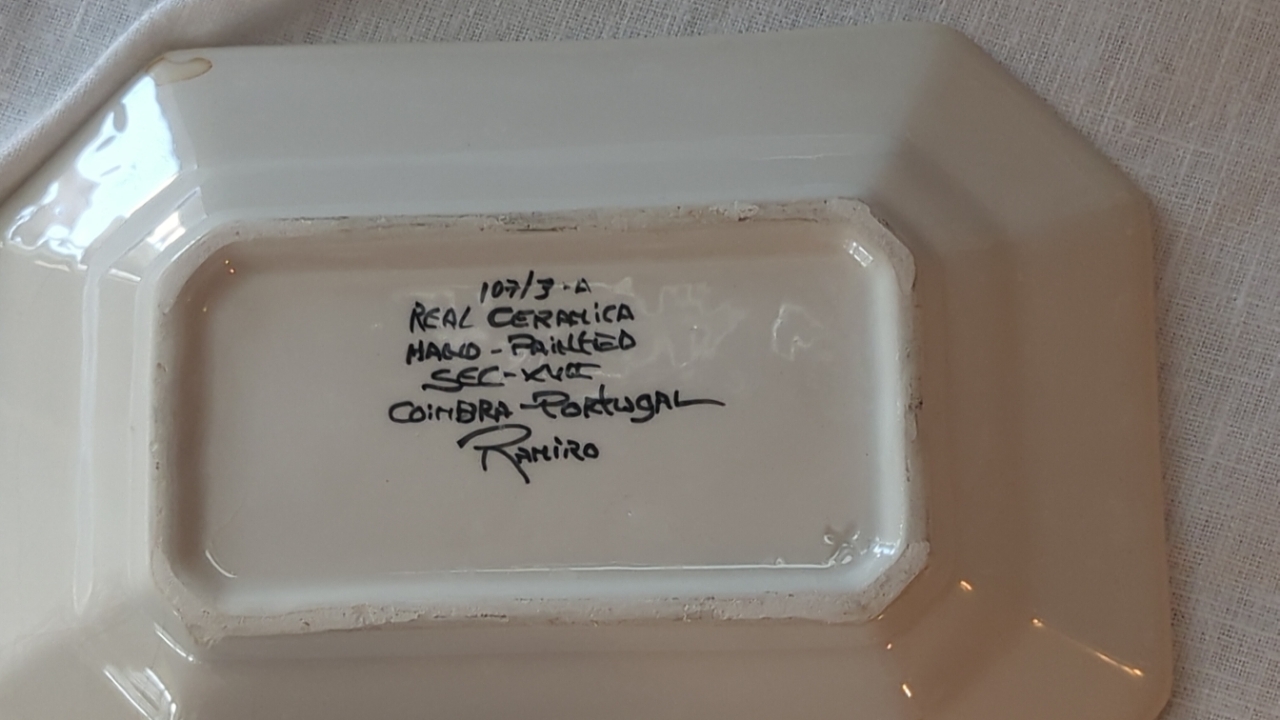 107/3-A
REAL CERAMICA
HAND-PAINTED
SEC-XVII
COIMBRA-PORTUGAL
RAMIRO